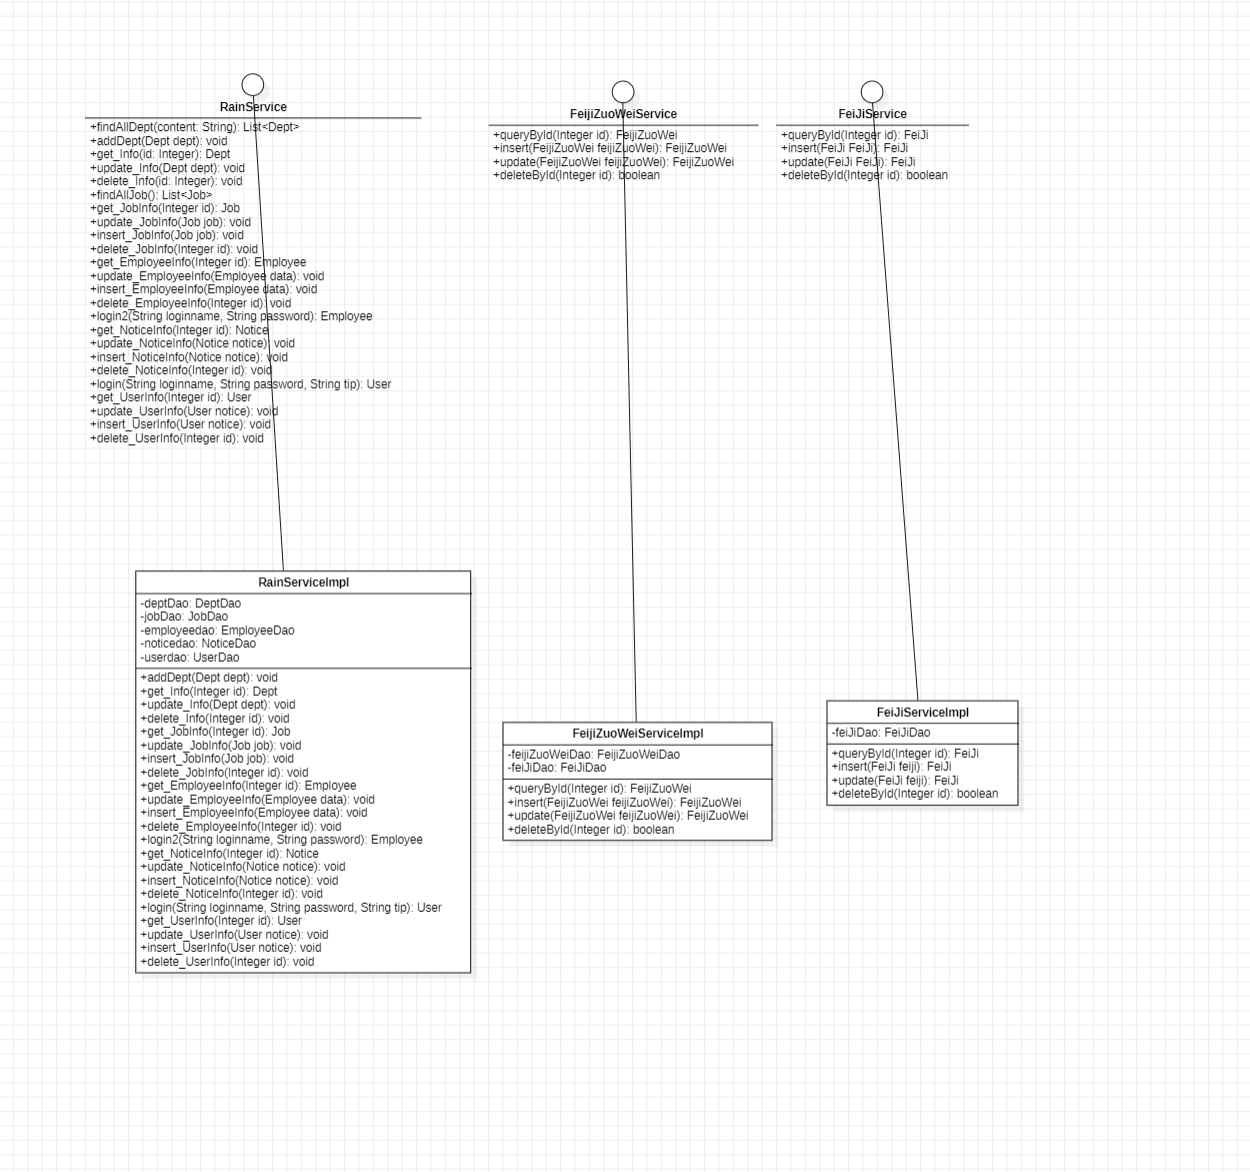 RainService
+findAllDept(content: String): List<Dept>
+addDept(Dept dept): void
+get_Info(id: Integer): Dept
+update_Info(Dept dept): void
+delete_Info(id: Integer): void
+findAllJob(): List<Job>
+get_JobInfo(Integer id): Job
+update_JobInfo(Job job): void
+insert_JobInfo(Job job): void
+delete_JobInfo(Integer id): void
+get_EmployeeInfo(Integer id): Employee
+update_EmployeeInfo(Employee data): void
+insert_EmployeeInfo(Employee data): void
+delete_EmployeeInfo(Integer id): void
+login2(String loginname, String password): Employee
+get_NoticeInfo(Integer id): Notice
+update_NoticeInfo(Notice notice): void
+insert_NoticeInfo(Notice notice): void
+delete_NoticeInfo(Integer id): void
+login(String loginname, String password, String tip): User
+get_UserInfo(Integer id): User
+update_UserInfo(User notice): void
+insert_UserInfo(User notice): void
+delete_UserInfo(Integer id): void
FeijiZuoWeiService
+queryById(Integer id): FeijiZuoWei
+insert(FeijiZuoWei feijiZuoWei): FeijiZuoWei
+update(FeijiZuoWei feijiZuoWei): FeijiZuoWei
+deleteById(Integer id): boolean
FeiJiService
+queryById(Integer id): FeiJi
+insert(FeiJi FeiJi): FeiJi
+update(FeiJi FeiJi): FeiJi
+deleteById(Integer id): boolean
RainServiceImpl
-deptDao: DeptDao
-jobDao: JobDao
-employeedao: EmployeeDao
-noticedao: NoticeDao
-userdao: UserDao
+addDept(Dept dept): void
+get_Info(Integer id): Dept
+update_Info(Dept dept): void
+delete_Info(Integer id): void
+get_JobInfo(Integer id): Job
+update_JobInfo(Job job): void
+insert_JobInfo(Job job): void
+delete_JobInfo(Integer id): void
+get_EmployeeInfo(Integer id): Employee
+update_EmployeeInfo(Employee data): void
+insert_EmployeeInfo(Employee data): void
+delete_EmployeeInfo(Integer id): void
+login2(String loginname, String password): Employee
+get_NoticeInfo(Integer id): Notice
+update_NoticeInfo(Notice notice): void
+insert_NoticeInfo(Notice notice): void
+delete_NoticeInfo(Integer id): void
+login(String loginname, String password, String tip): User
+get_UserInfo(Integer id): User
+update_UserInfo(User notice): void
+insert_UserInfo(User notice): void
+delete_UserInfo(Integer id): void
FeijiZuoWeiServiceImpl
-feijiZuoWeiDao: FeijiZuoWeiDao
-feiJiDao: FeiJiDao
+queryById(Integer id): FeijiZuoWei
+insert(FeijiZuoWei feijiZuoWei): FeijiZuoWei
+update(FeijiZuoWei feijiZuoWei): FeijiZuoWei
+deleteById(Integer id): boolean
FeiJiServiceImpl
-feiJiDao: FeiJiDao
+queryById(Integer id): FeiJi
+insert(FeiJi feiji): FeiJi
+update(FeiJi feiji): FeiJi
+deleteById(Integer id): boolean